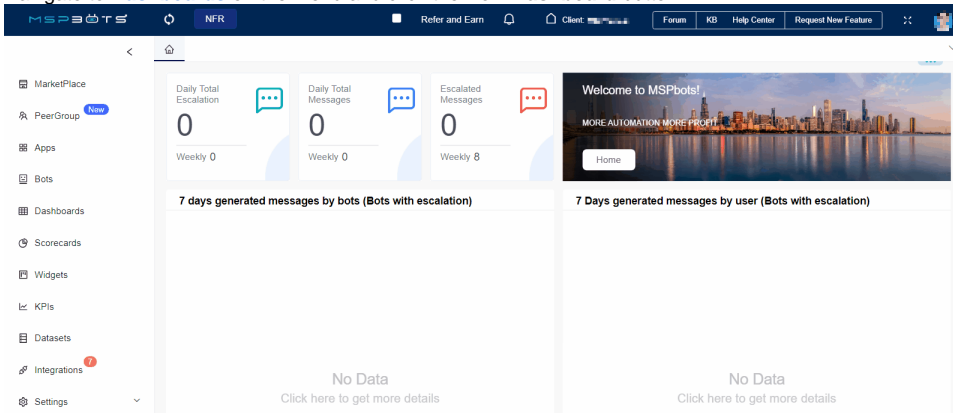 MSPBOTS
NFR
Refer and Earn
Client:
Forum
KB
Help Center
Request New Feature
MarketPlace
PeerGroup New
Apps
Bots
Dashboards
Scorecards
Widgets
KPIs
Datasets
Integrations 7
Settings
Daily Total
Escalation
0
Weekly 0
Daily Total
Messages
0
Weekly 0
Escalated
Messages
0
Weekly 8
Welcome to MSPbots!
MORE AUTOMATION MORE PROFIT
Home
7 days generated messages by bots (Bots with escalation)
No Data
Click here to get more details
7 Days generated messages by user (Bots with escalation)
No Data
Click here to get more details